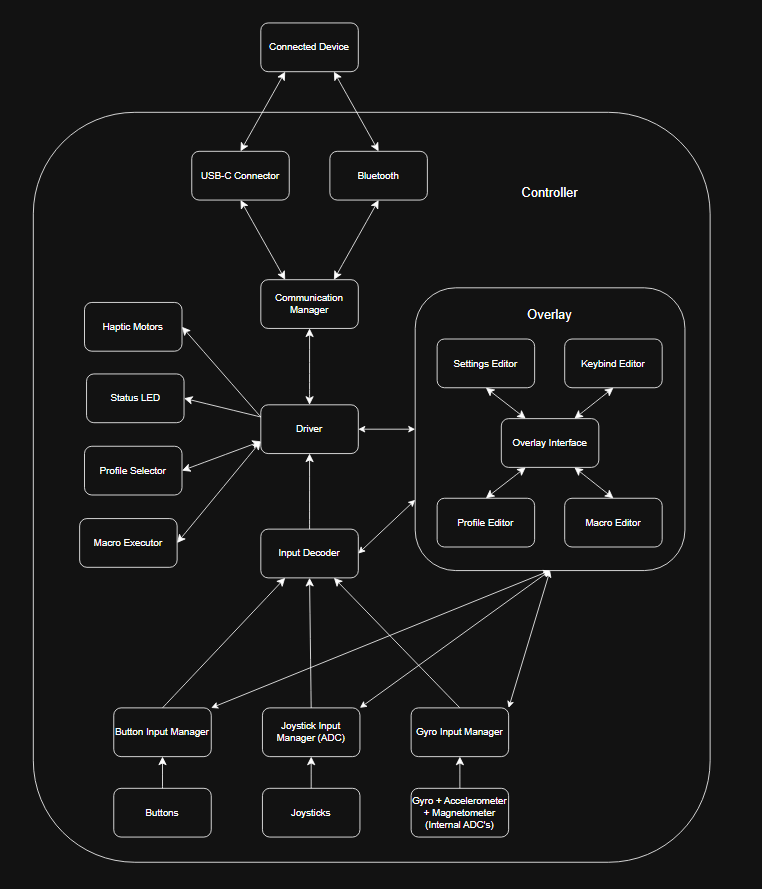 Connected Device
USB-C Connector
Bluetooth
Controller
Communication
Manager
Overlay
Haptic Motors
Settings Editor
Keybind Editor
Status LED
Driver
Overlay Interface
Profile Selector
Profile Editor
Macro Editor
Macro Executor
Input Decoder
Button Input Manager
Joystick Input
Manager (ADC)
Gyro Input Manager
Buttons
Joysticks
Gyro + Accelerometer
+ Magnetometer
(Internal ADC's)